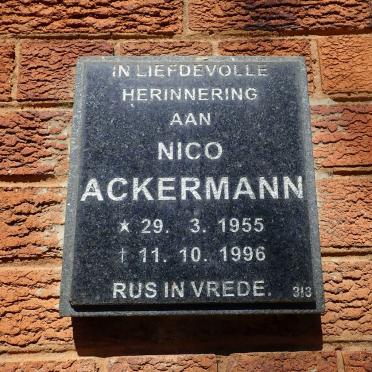 IN LIEFDEVOLLE
HERINNERING
AAN
NICO
ACKERMANN
★ 29. 3. 1955
† 11. 10. 1996
RUS IN VREDE. 313